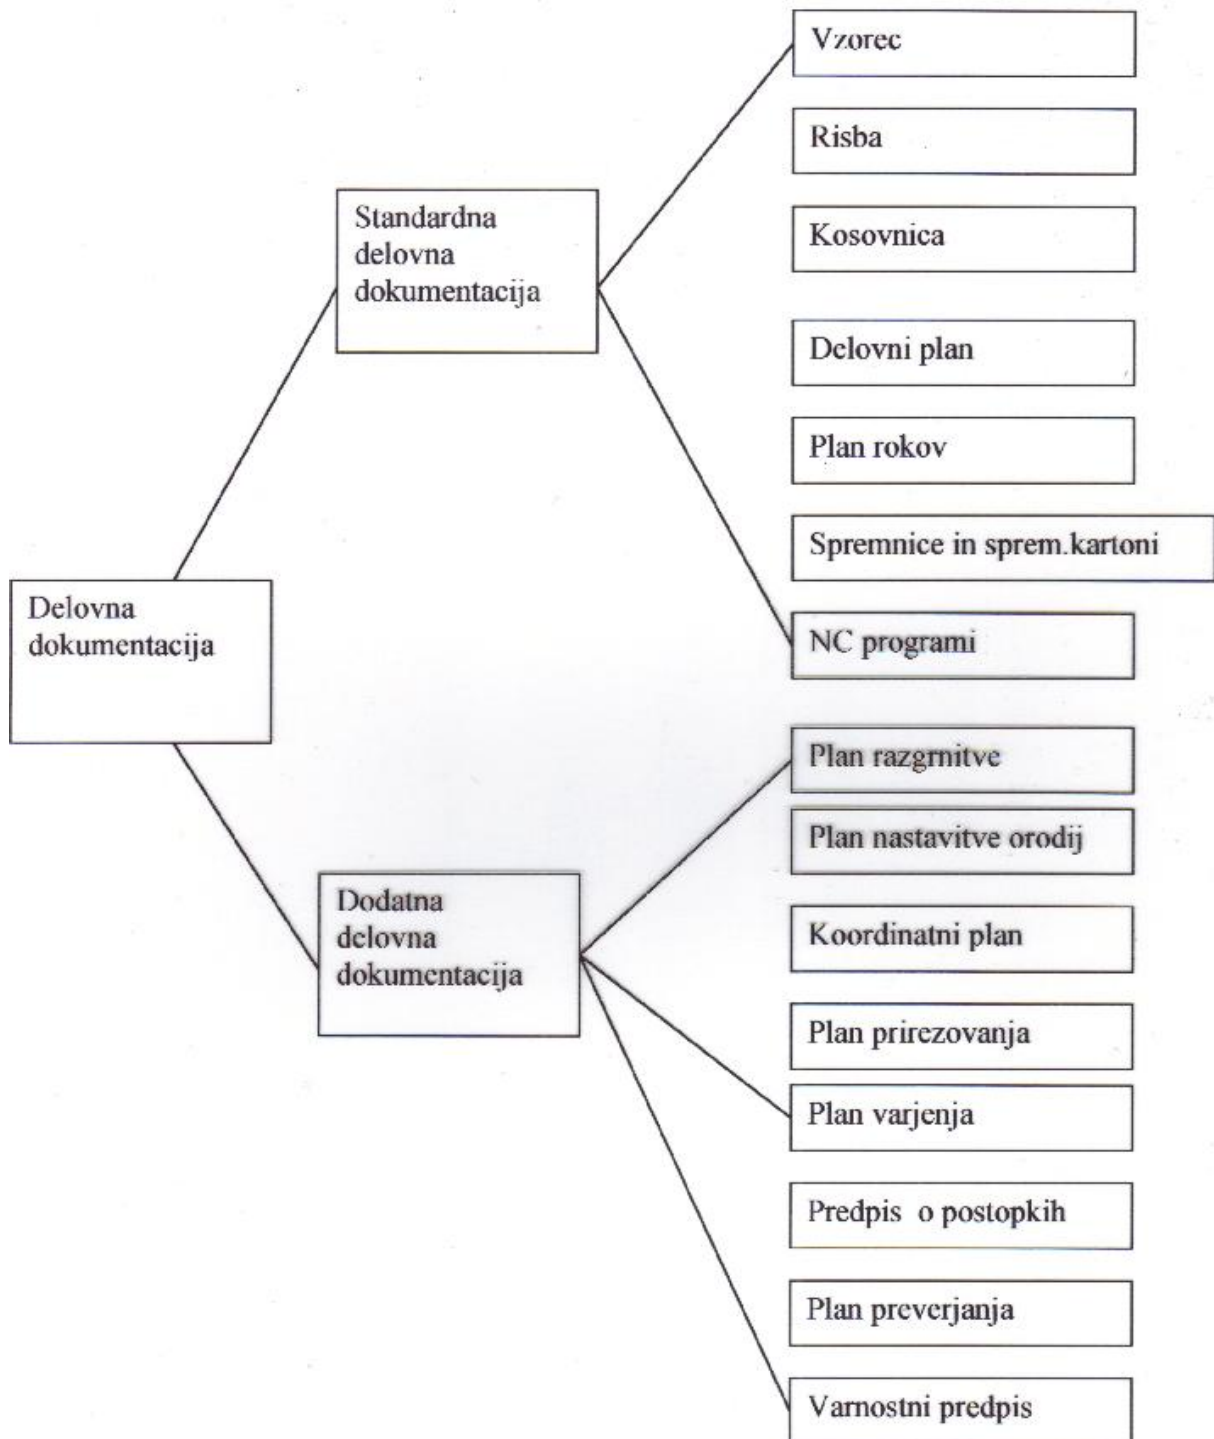 Vzorec
Risba
Standardna
delovna
dokumentacija
Kosovnica
Delovni plan
Plan rokov
Spremnice in sprem.kartoni
Delovna
dokumentacija
NC programi
Plan razgrnitve
Plan nastavitve orodij
Dodatna
delovna
dokumentacija
Koordinatni plan
Plan prirezovanja
Plan varjenja
Predpis o postopkih
Plan preverjanja
Varnostni predpis